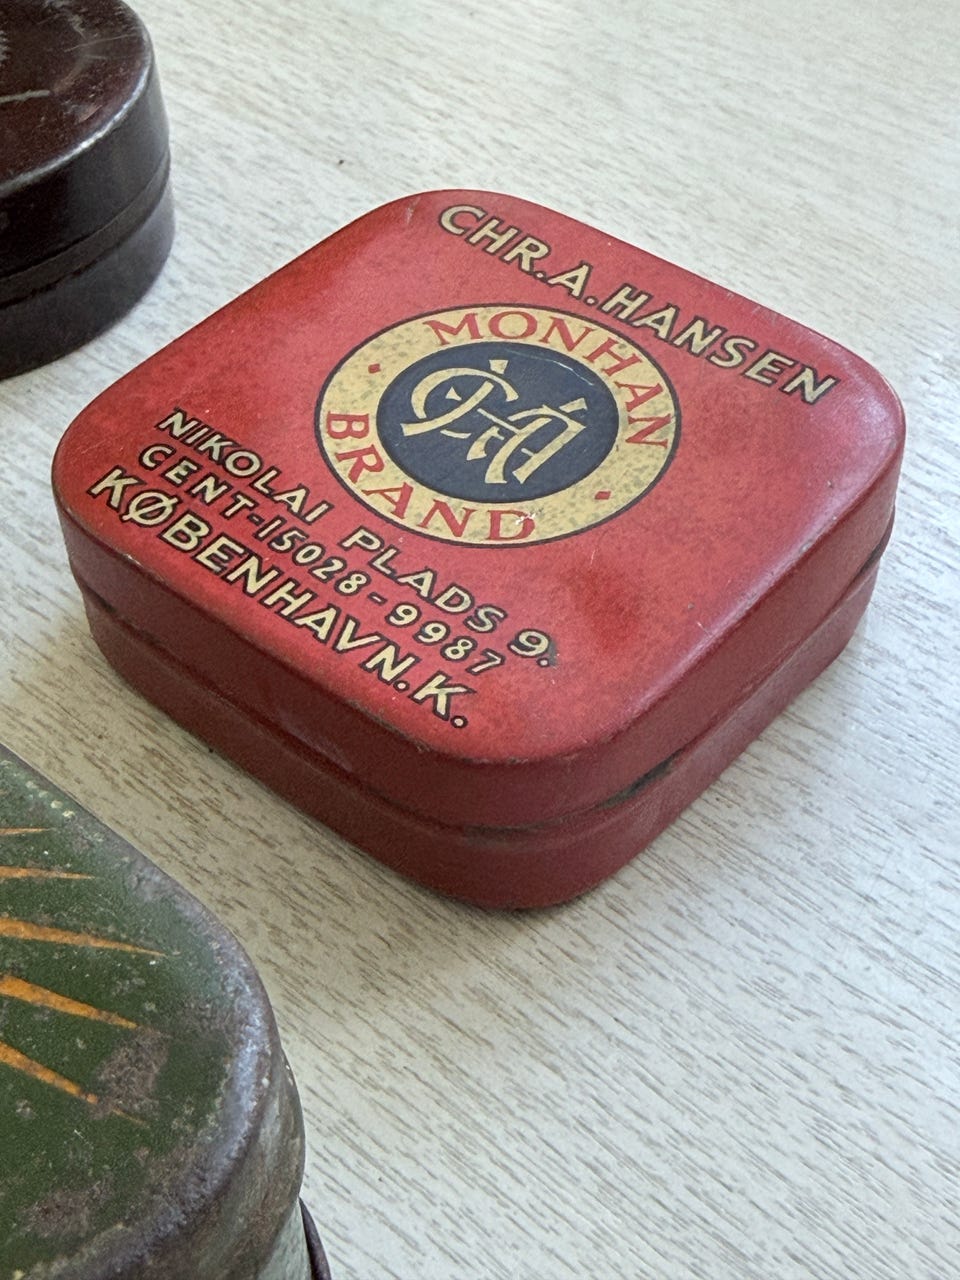 CHR. A. HANSEN
MONHAN
BRAND
NIKOLAI PLADS 9.
CENT-15028-9987
KØBENHAVN. K.